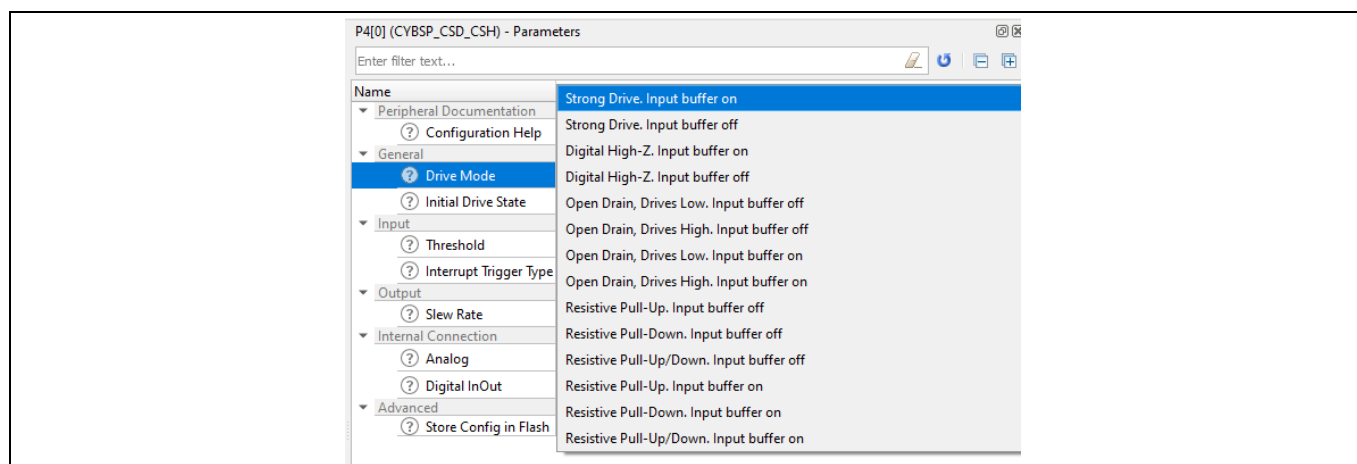 P4[0] (CYBSP_CSD_CSH) - Parameters
Enter filter text...
Name
Peripheral Documentation
Configuration Help
General
Drive Mode
Initial Drive State
Input
Threshold
Interrupt Trigger Type
Output
Slew Rate
Internal Connection
Analog
Digital InOut
Advanced
Store Config in Flash
Strong Drive. Input buffer on
Strong Drive. Input buffer off
Digital High-Z. Input buffer on
Digital High-Z. Input buffer off
Open Drain, Drives Low. Input buffer off
Open Drain, Drives High. Input buffer off
Open Drain, Drives Low. Input buffer on
Open Drain, Drives High. Input buffer on
Resistive Pull-Up. Input buffer off
Resistive Pull-Down. Input buffer off
Resistive Pull-Up/Down. Input buffer off
Resistive Pull-Up. Input buffer on
Resistive Pull-Down. Input buffer on
Resistive Pull-Up/Down. Input buffer on